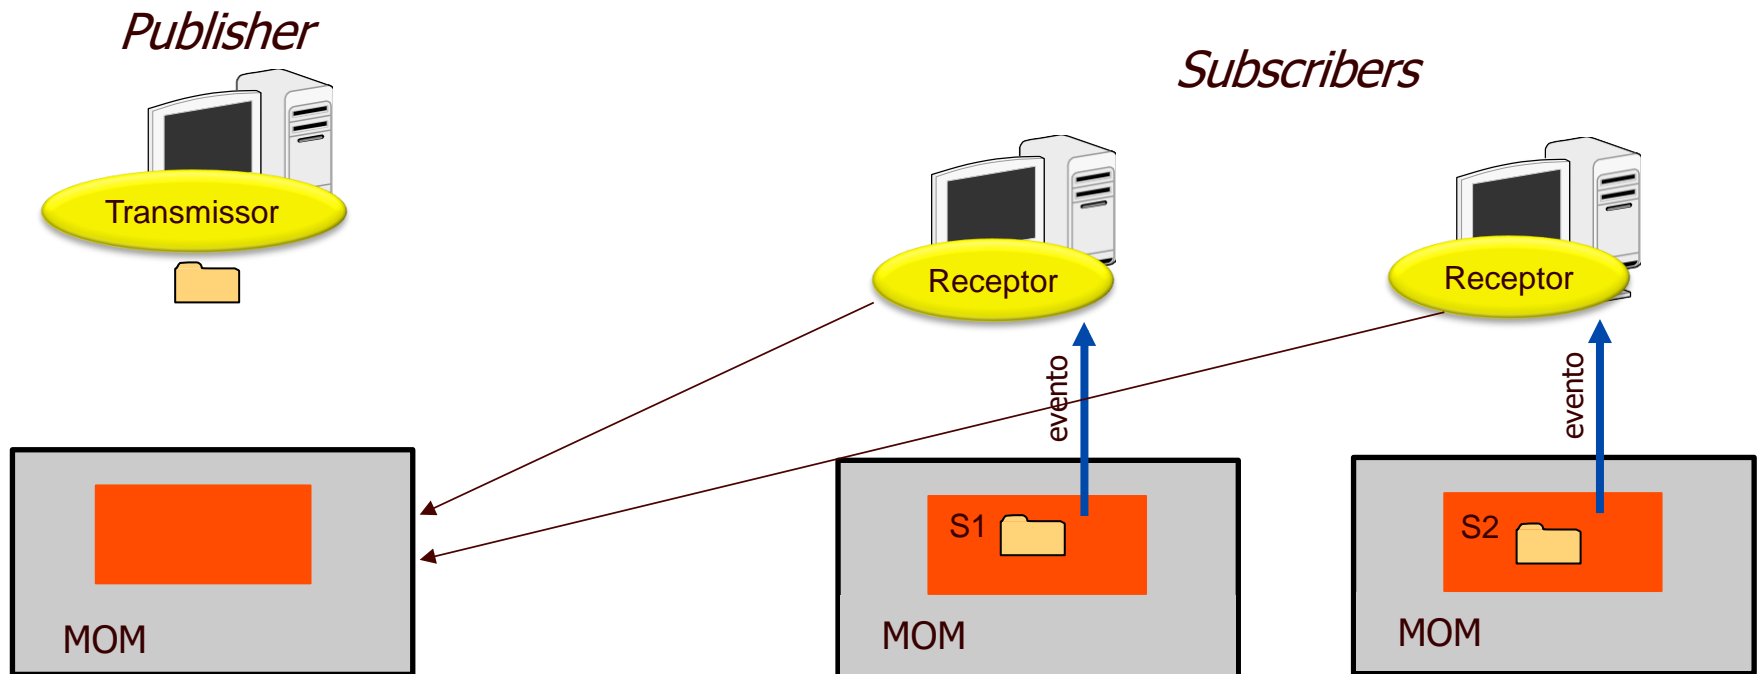 Publisher
Subscribers
Transmissor
Receptor
Receptor
evento
evento
S1
S2
MOM
MOM
MOM